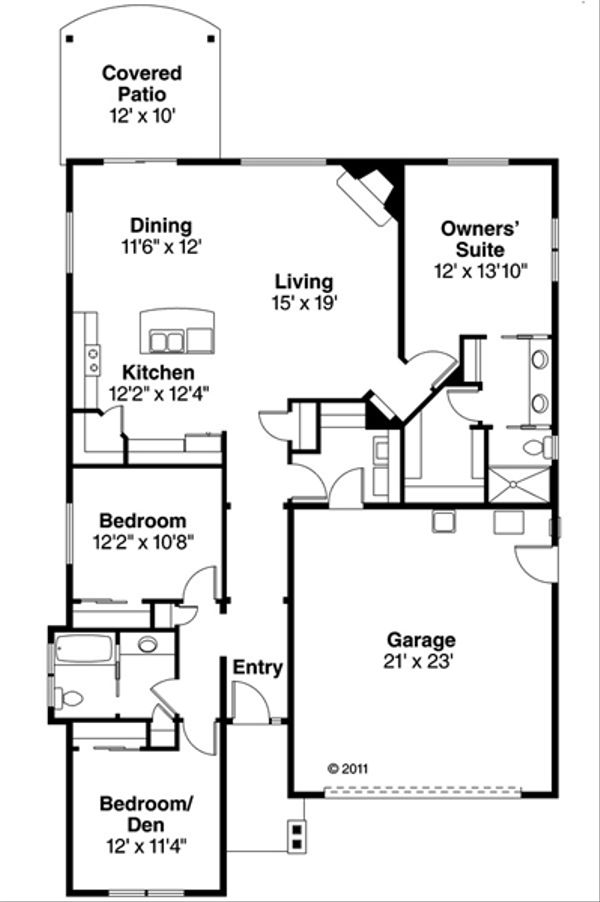 Covered
Patio
12' x 10'
Dining
11'6" x 12'
Owners'
Suite
12' x 13'10"
Living
15' x 19'
Kitchen
12'2" x 12'4"
Bedroom
12'2" x 10'8"
Garage
21' x 23'
Entry
© 2011
Bedroom/
Den
12' x 11'4"